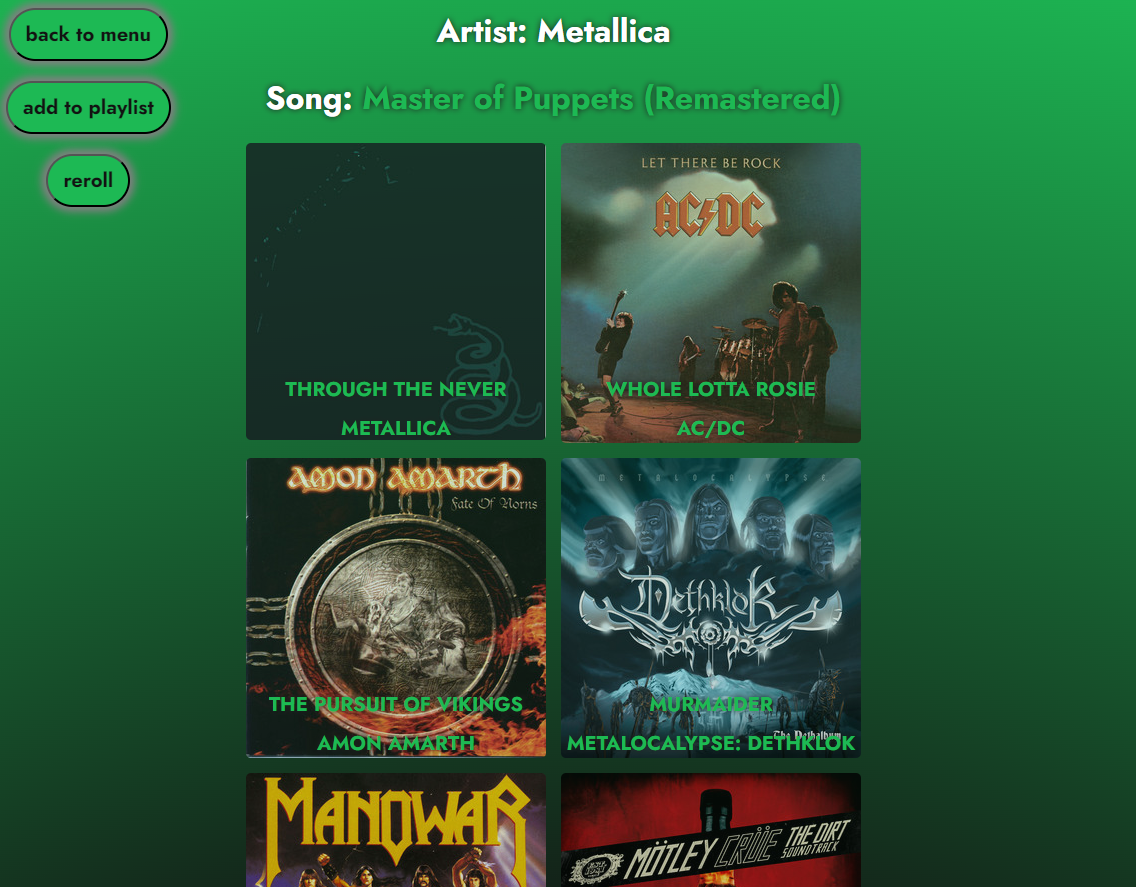 back to menu
add to playlist
reroll
Artist: Metallica
Song: Master of Puppets (Remastered)
THROUGH THE NEVER
METALLICA
LET THERE BE ROCK
AC/DC
WHOLE LOTTA ROSIE
AC/DC
AMON AMARTH
Fate Of Norns
THE PURSUIT OF VIKINGS
AMON AMARTH
METALOCALYPSE
Dethklok
MURMAIDER
The Dethalbum
METALOCALYPSE: DETHKLOK
MANOWAR
MÖTLEY CRÜE THE DIRT
SOUNDTRACK